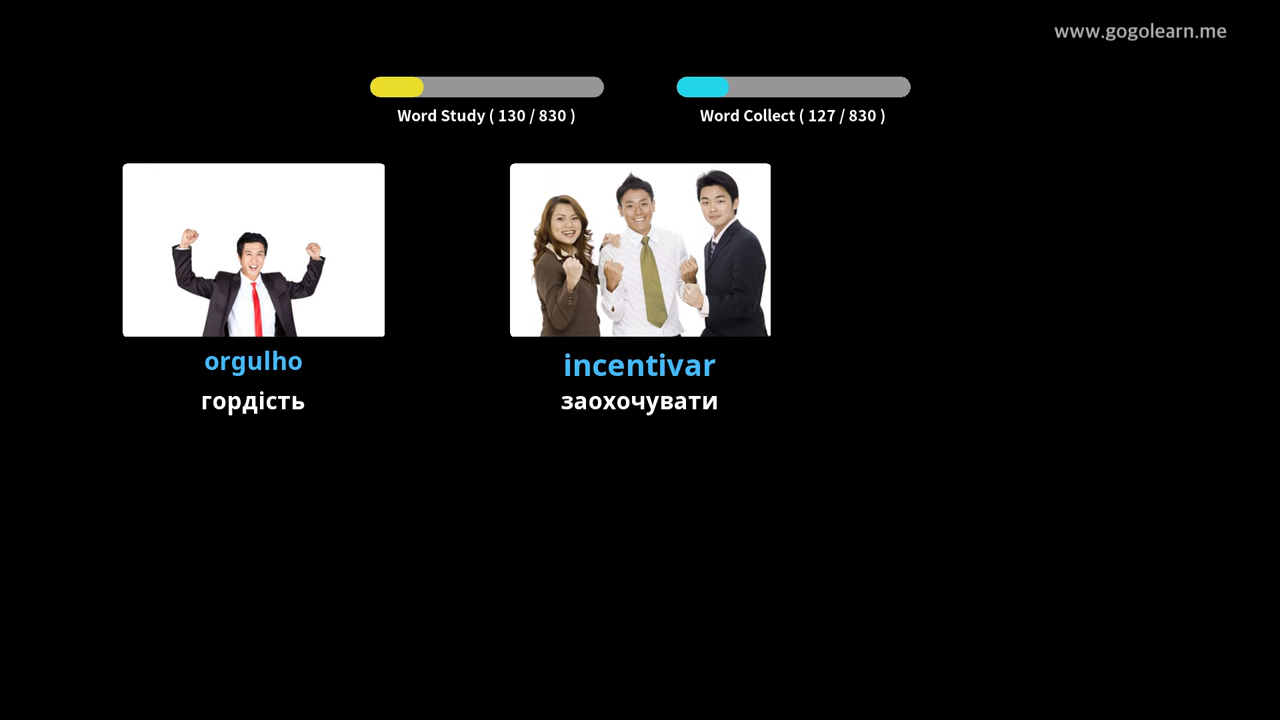 www.gogolearn.me
Word Study ( 130 / 830 )
Word Collect ( 127 / 830 )
orgulho
гордість
incentivar
заохочувати